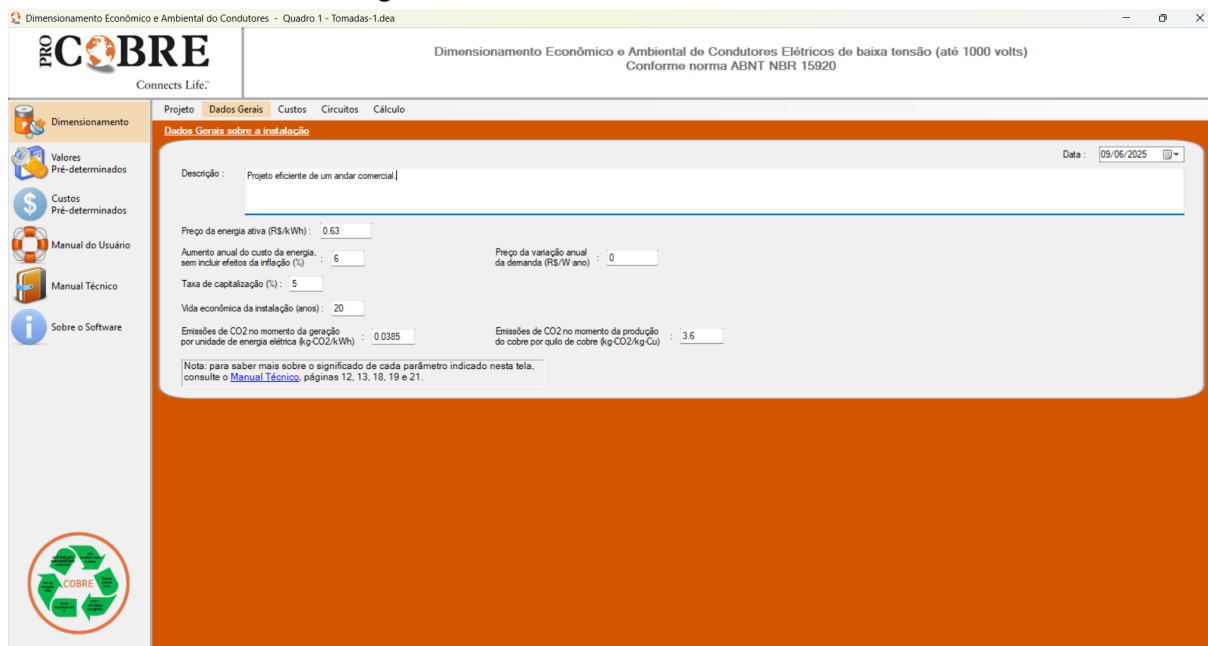 Dimensionamento Econômico e Ambiental do Condutores - Quadro 1 - Tomadas-1.dea
PRO COBRE
Connects Life.™
Dimensionamento Econômico e Ambiental de Condutores Elétricos de baixa tensão (até 1000 volts)
Conforme norma ABNT NBR 15920
Dimensionamento
Valores
Pré-determinados
Custos
Pré-determinados
Manual do Usuário
Manual Técnico
Sobre o Software
Projeto Dados Gerais Custos Circuitos Cálculo
Dados Gerais sobre a instalação
Data : 09/06/2025
Descrição : Projeto eficiente de um andar comercial.
Preço da energia ativa (R$/kWh) : 0.63
Aumento anual do custo da energia,
sem incluir efeitos da inflação (%) : 6
Preço da variação anual
da demanda (R$/W·ano) : 0
Taxa de capitalização (%) : 5
Vida econômica da instalação (anos) : 20
Emissões de CO2 no momento da geração
por unidade de energia elétrica (kg-CO2/kWh) : 0.0385
Emissões de CO2 no momento da produção
do cobre por quilo de cobre (kg-CO2/kg-Cu) : 3.6
Nota: para saber mais sobre o significado de cada parâmetro indicado nesta tela,
consulte o Manual Técnico, páginas 12, 13, 18, 19 e 21.
COBRE